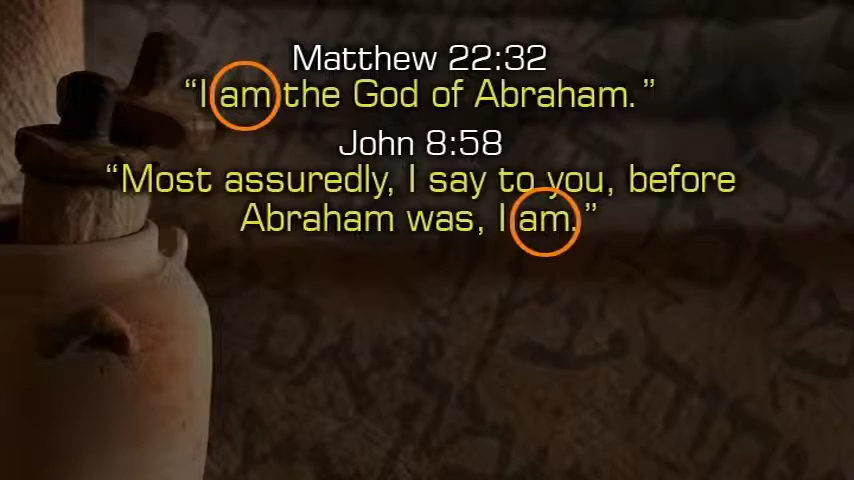 Matthew 22:32
“I am the God of Abraham.”
John 8:58
“Most assuredly, I say to you, before
Abraham was, I am.”